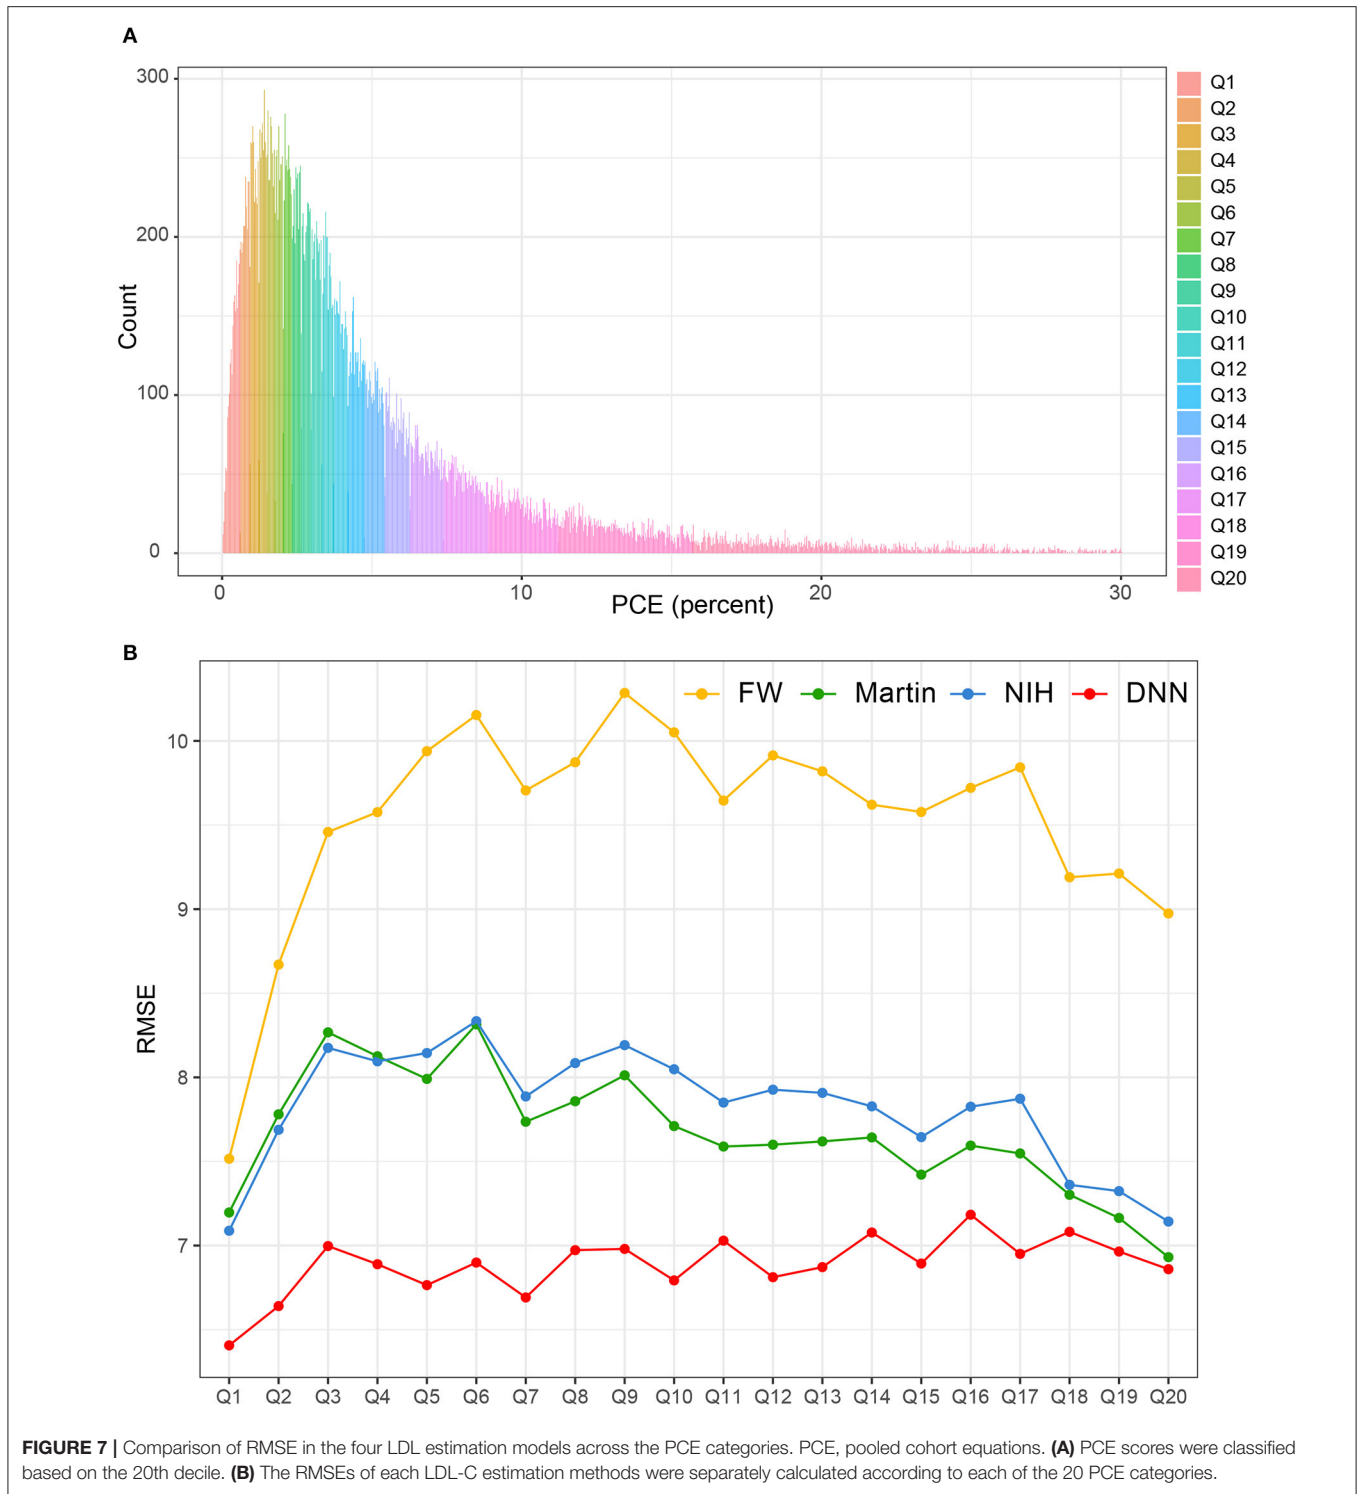 A
300
200
100
0
Count
0 10 20 30
PCE (percent)
Q1
Q2
Q3
Q4
Q5
Q6
Q7
Q8
Q9
Q10
Q11
Q12
Q13
Q14
Q15
Q16
Q17
Q18
Q19
Q20
B
FW Martin NIH DNN
10
9
8
7
RMSE
Q1 Q2 Q3 Q4 Q5 Q6 Q7 Q8 Q9 Q10 Q11 Q12 Q13 Q14 Q15 Q16 Q17 Q18 Q19 Q20
FIGURE 7 | Comparison of RMSE in the four LDL estimation models across the PCE categories. PCE, pooled cohort equations. (A) PCE scores were classified
based on the 20th decile. (B) The RMSEs of each LDL-C estimation methods were separately calculated according to each of the 20 PCE categories.